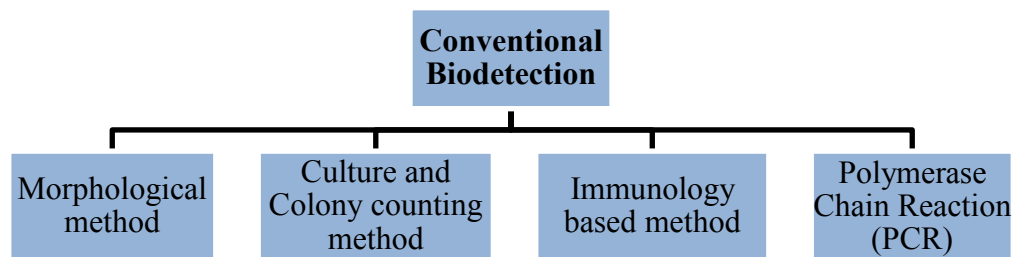 Conventional
Biodetection
Morphological
method
Culture and
Colony counting
method
Immunology
based method
Polymerase
Chain Reaction
(PCR)